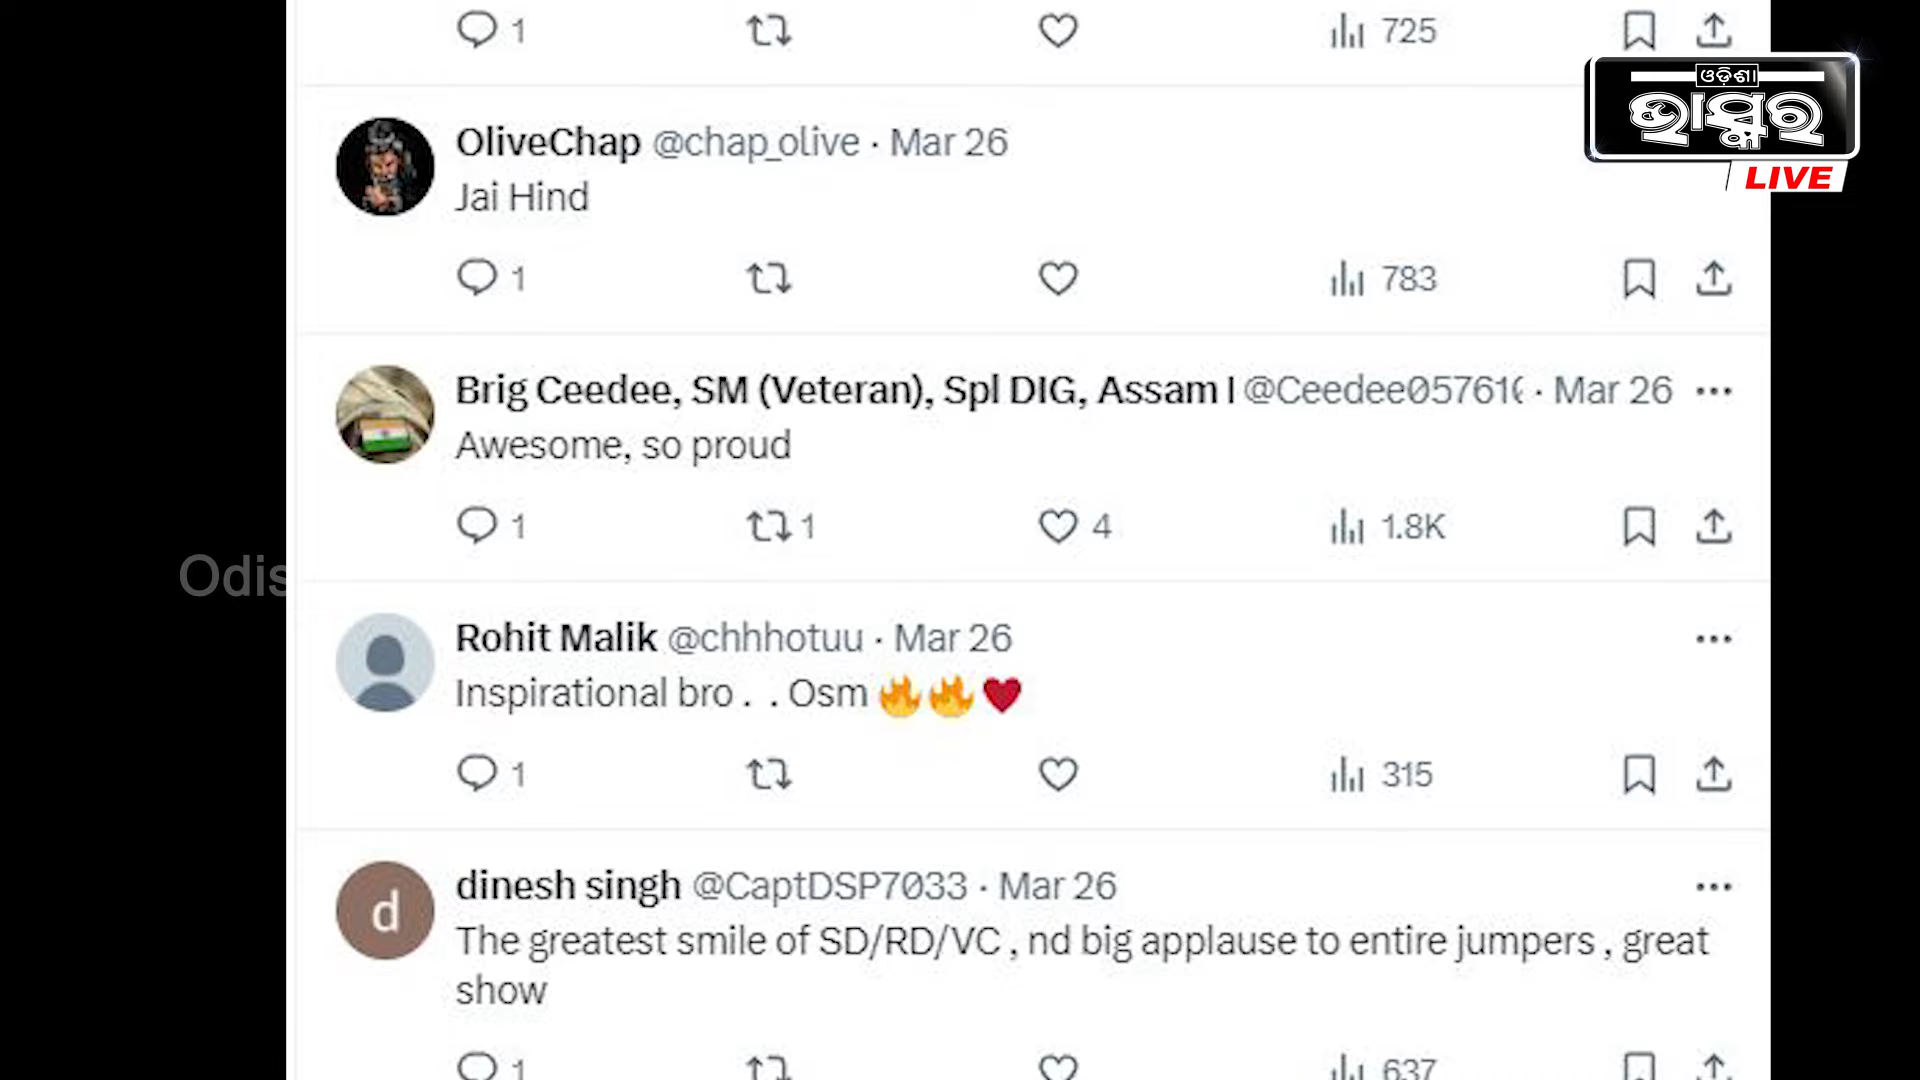 1 725
ଓଡ଼ିଶା
ଭାସ୍କର
LIVE
OliveChap @chap_olive · Mar 26
Jai Hind
1 783
Brig Ceedee, SM (Veteran), Spl DIG, Assam @Ceedee05761 · Mar 26
Awesome, so proud
1 1 4 1.8K
Odis
Rohit Malik @chhhotuu · Mar 26
Inspirational bro . . Osm 🔥🔥❤️
1 315
d
dinesh singh @CaptDSP7033 · Mar 26
The greatest smile of SD/RD/VC , nd big applause to entire jumpers , great
show
1 637